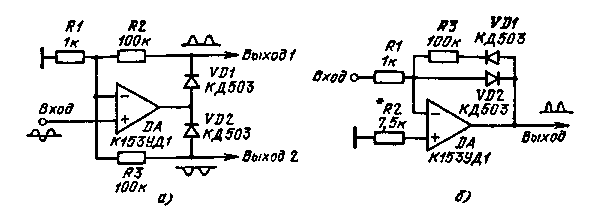 R1
1к
R2
100к
Выход 1
VD1
КД503
Вход
DA
К153УД1
VD2
КД503
R3
100к
Выход 2
а)
R1
1к
R3
100к
VD1
КД503
Вход
VD2
КД503
*R2
7,5к
DA
К153УД1
Выход
б)